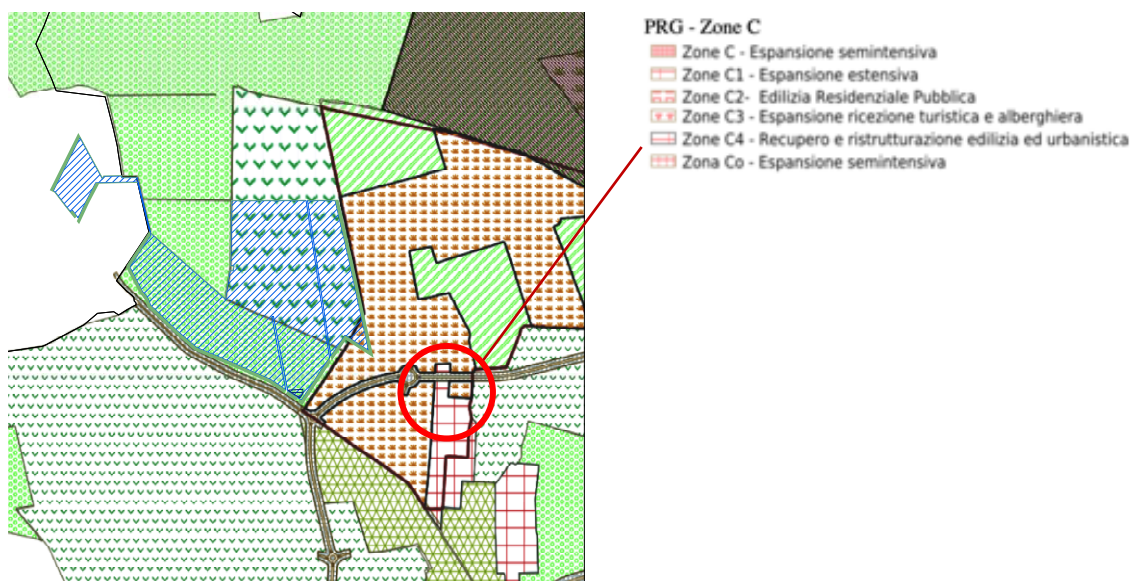 PRG - Zone C
Zone C - Espansione semintensiva
Zone C1 - Espansione estensiva
Zone C2- Edilizia Residenziale Pubblica
Zone C3 - Espansione ricezione turistica e alberghiera
Zone C4 - Recupero e ristrutturazione edilizia ed urbanistica
Zona Co - Espansione semintensiva